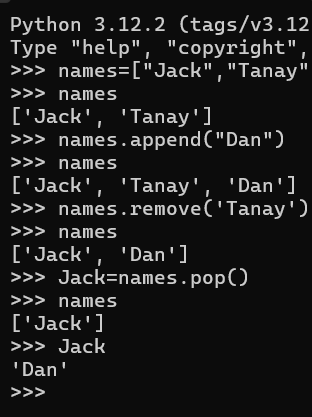 Python 3.12.2 (tags/v3.12
Type "help", "copyright",
>>> names=["Jack","Tanay"
>>> names
['Jack', 'Tanay']
>>> names.append("Dan")
>>> names
['Jack', 'Tanay', 'Dan']
>>> names.remove('Tanay')
>>> names
['Jack', 'Dan']
>>> Jack=names.pop()
>>> names
['Jack']
>>> Jack
'Dan'
>>>